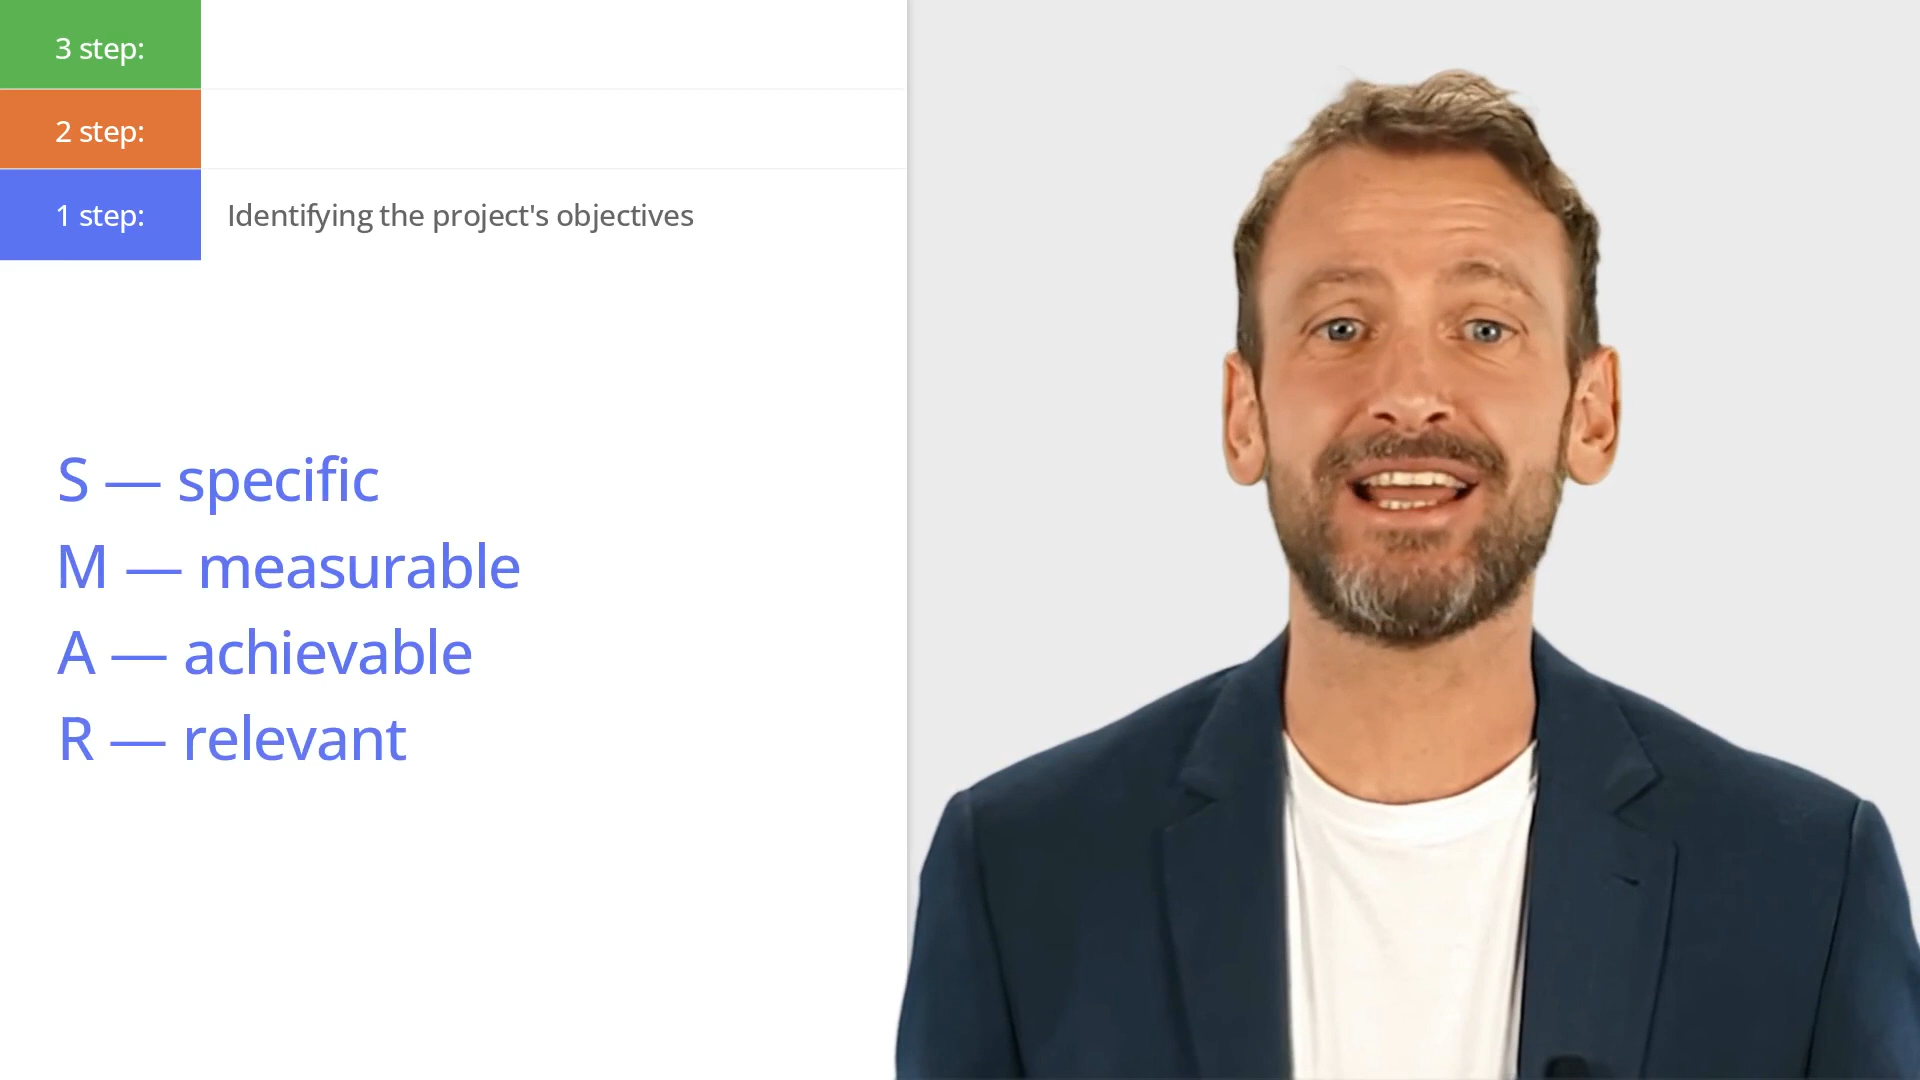 3 step:
2 step:
1 step: Identifying the project's objectives
S — specific
M — measurable
A — achievable
R — relevant